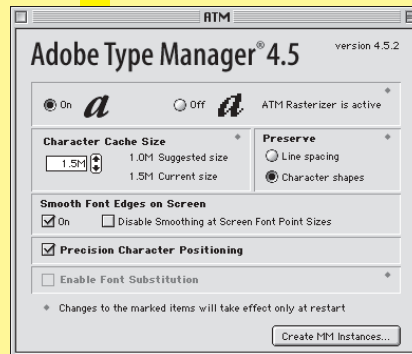 ATM
Adobe Type Manager® 4.5 version 4.5.2
On a Off a ATM Rasterizer is active
Character Cache Size
1.5M 1.0M Suggested size
1.5M Current size
Preserve
Line spacing
Character shapes
Smooth Font Edges on Screen
On Disable Smoothing at Screen Font Point Sizes
Precision Character Positioning
Enable Font Substitution
Changes to the marked items will take effect only at restart
Create MM Instances...